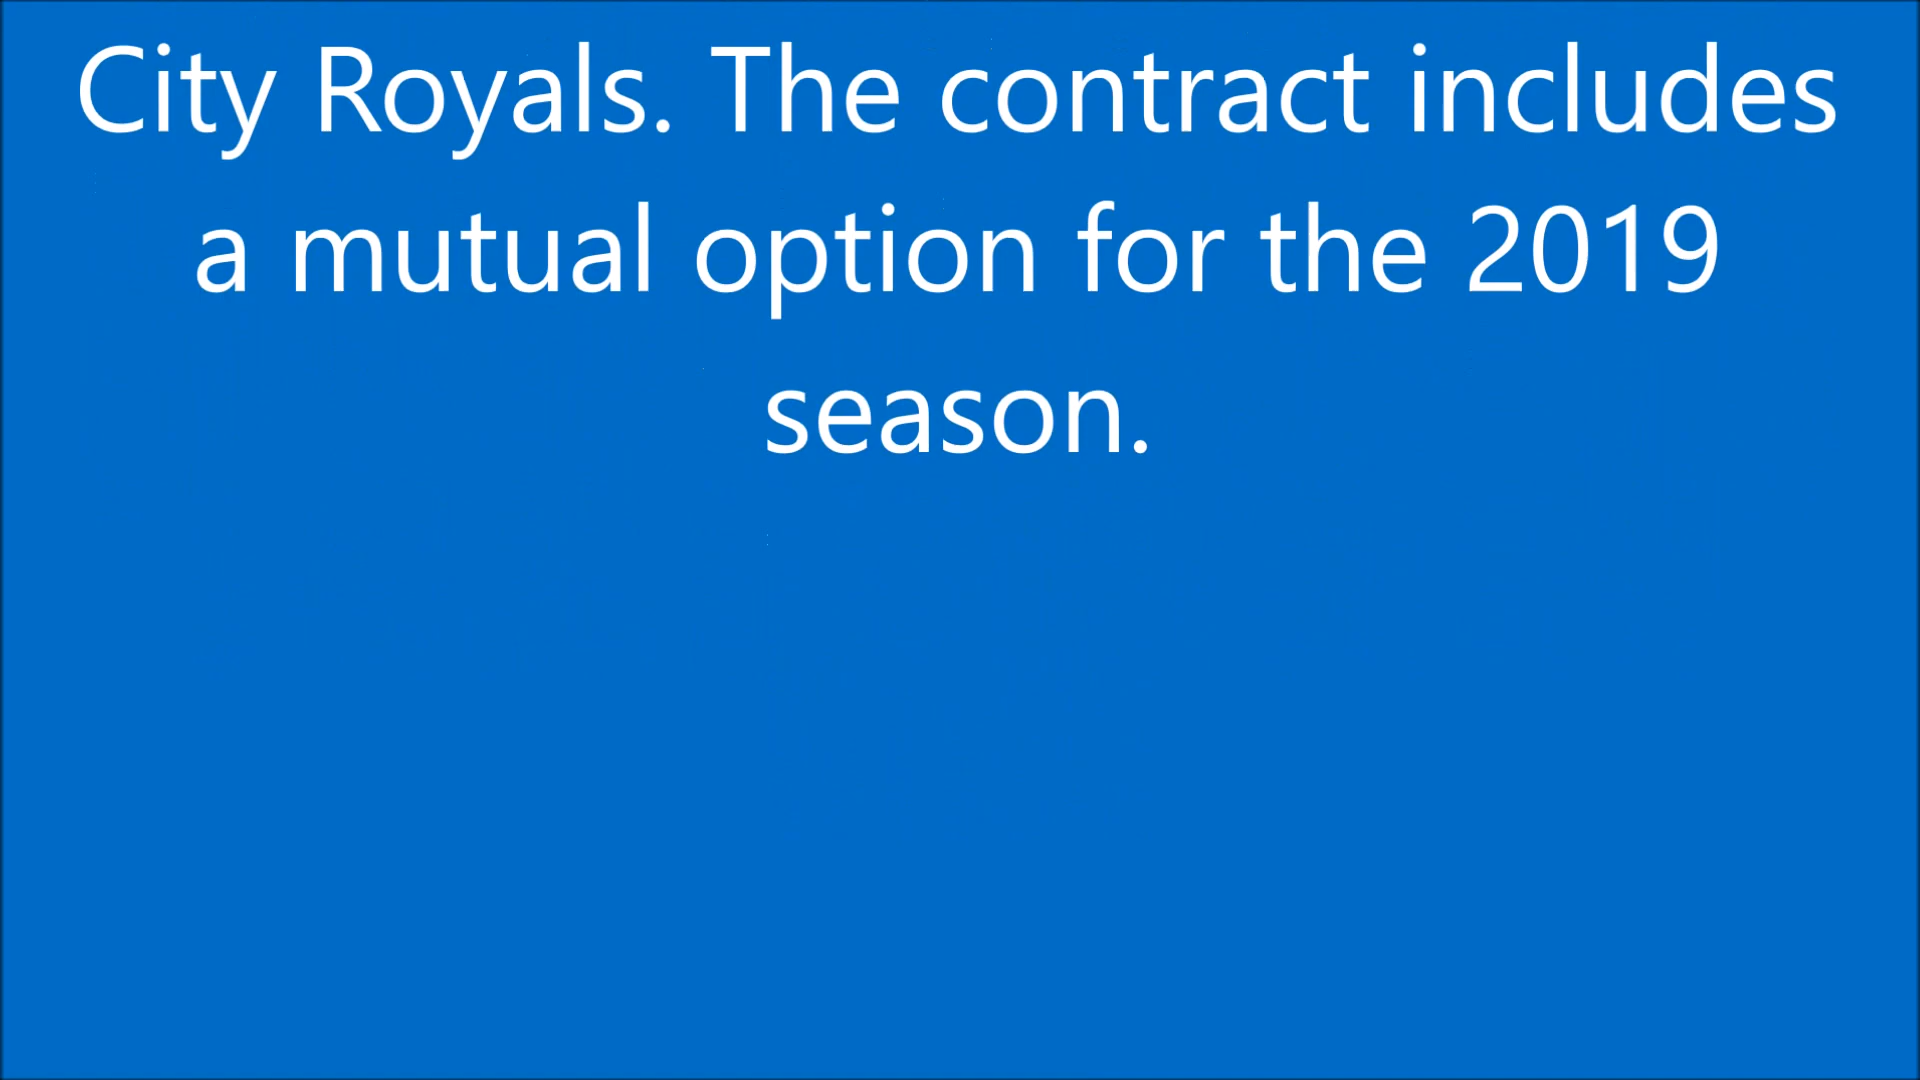 City Royals. The contract includes
a mutual option for the 2019
season.